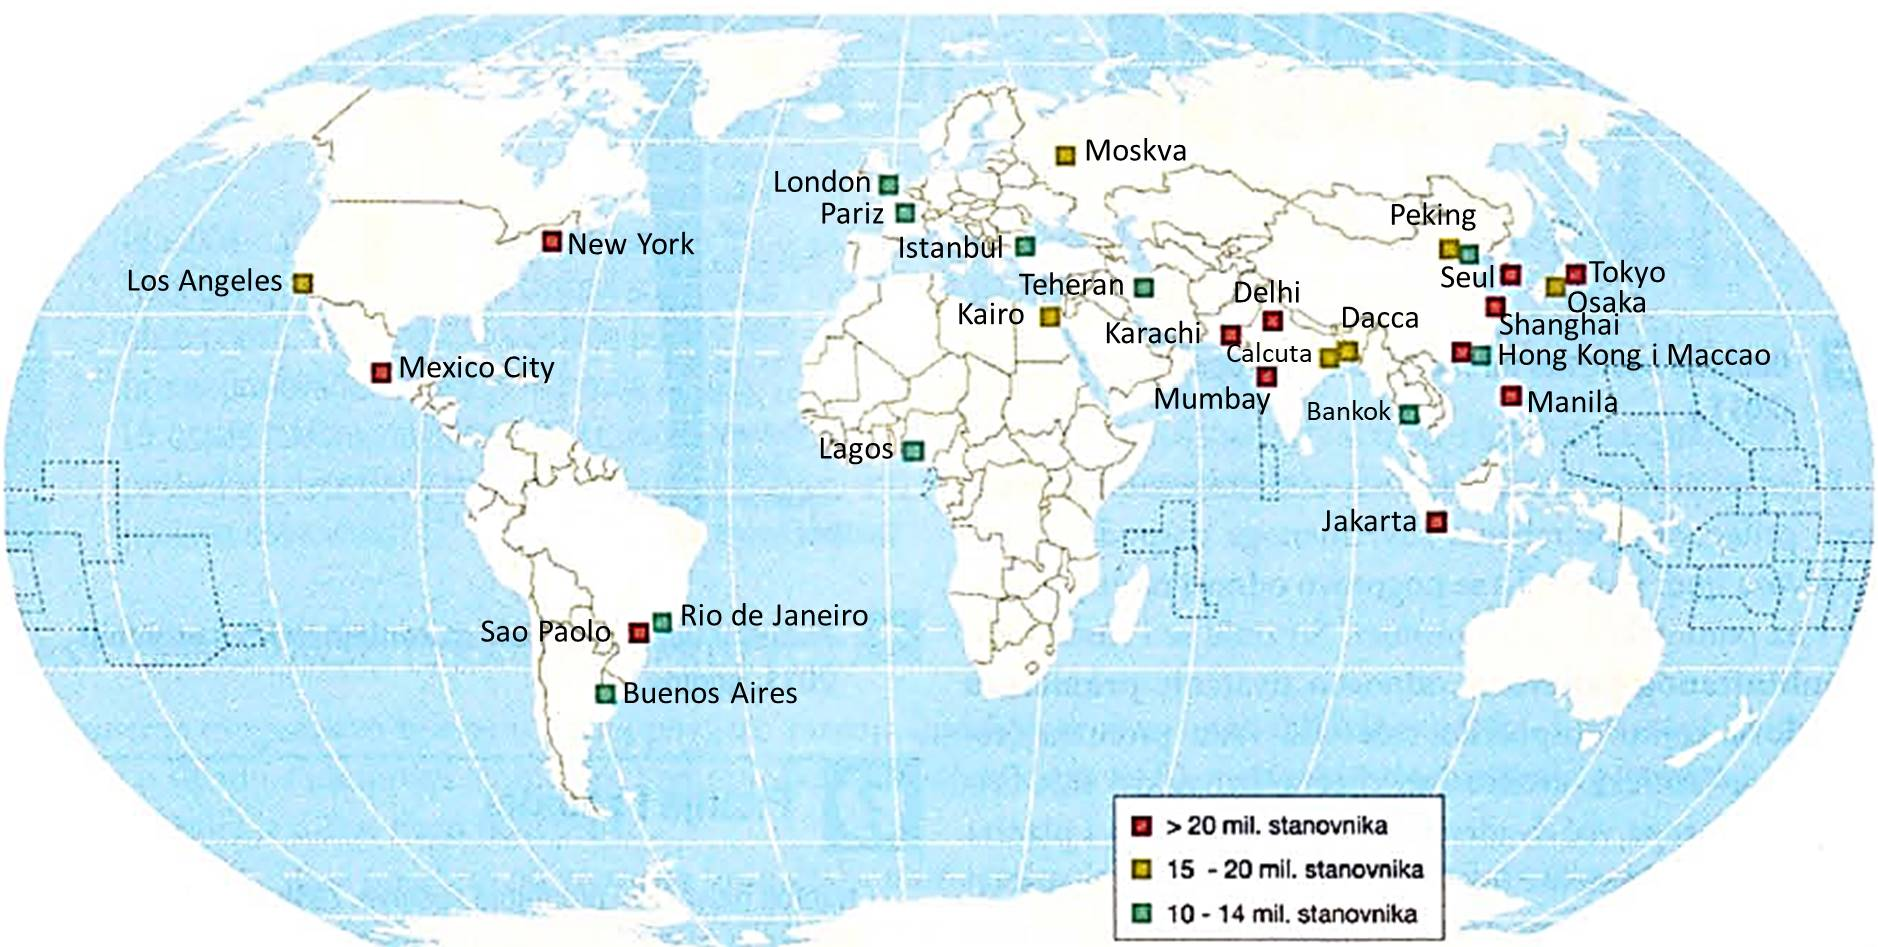 Moskva
London
Pariz
Peking
New York
Istanbul
Los Angeles
Teheran
Delhi
Seul
Tokyo
Osaka
Kairo
Karachi
Dacca
Shanghai
Calcuta
Hong Kong i Maccao
Mexico City
Mumbay
Bankok
Manila
Lagos
Jakarta
Rio de Janeiro
Sao Paolo
Buenos Aires
> 20 mil. stanovnika
15 - 20 mil. stanovnika
10 - 14 mil. stanovnika